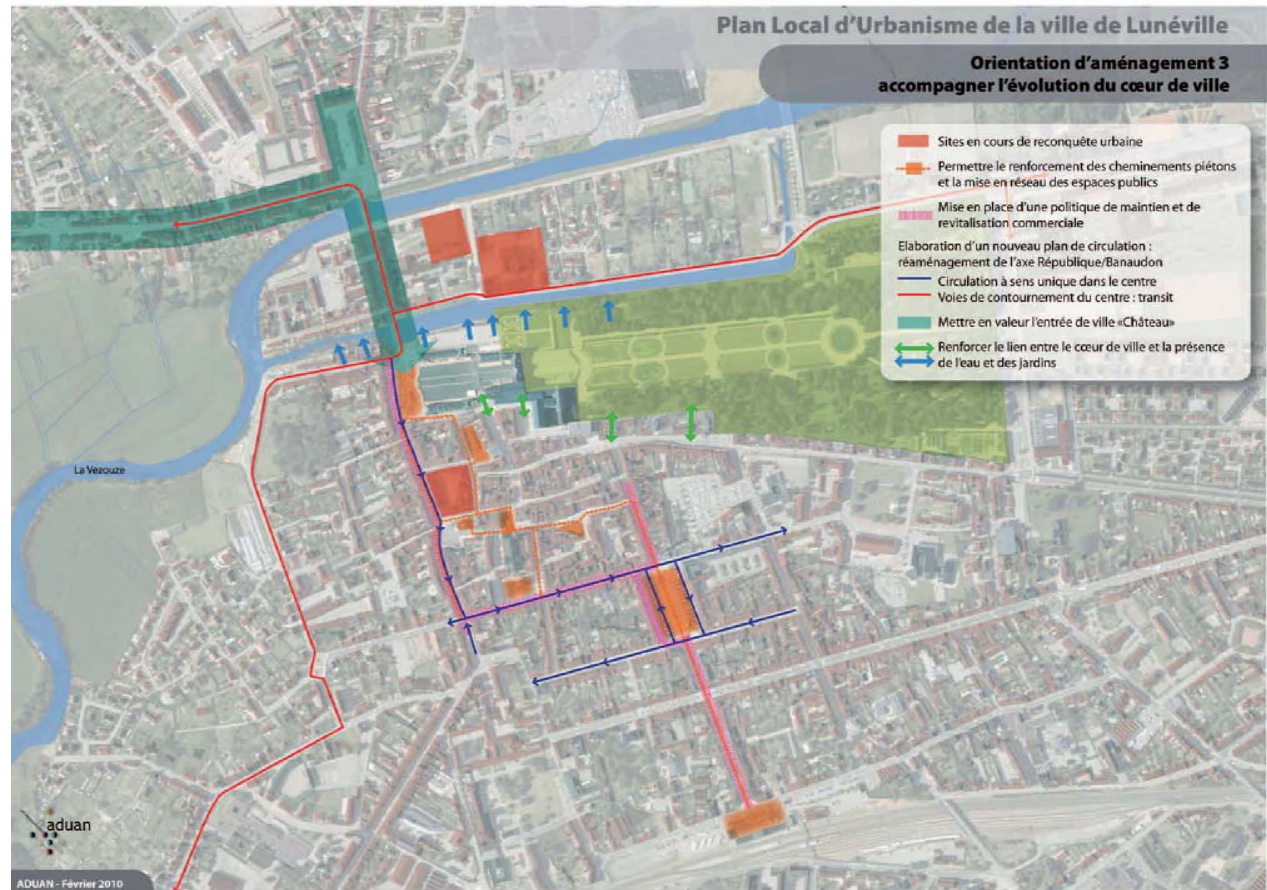 Plan Local d'Urbanisme de la ville de Lunéville
Orientation d'aménagement 3
accompagner l'évolution du cœur de ville
Sites en cours de reconquête urbaine
Permettre le renforcement des cheminements piétons
et la mise en réseau des espaces publics
Mise en place d'une politique de maintien et de
revitalisation commerciale
Elaboration d'un nouveau plan de circulation :
réaménagement de l'axe République/Banaudon
Circulation à sens unique dans le centre
Voies de contournement du centre : transit
Mettre en valeur l'entrée de ville «Château»
Renforcer le lien entre le cœur de ville et la présence
de l'eau et des jardins
La Vezouze
aduan
ADUAN - Février 2010